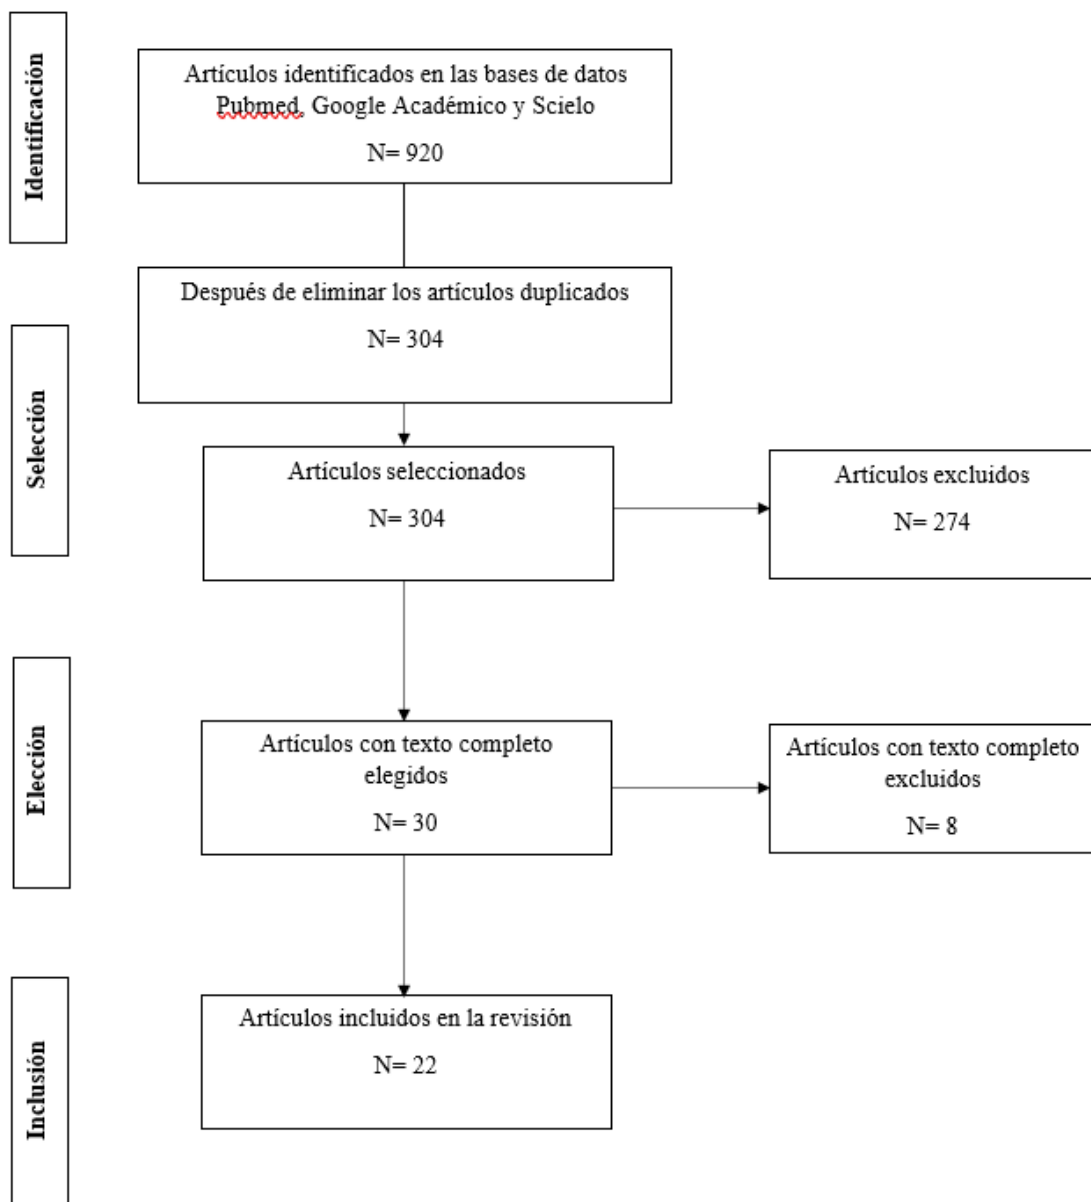 Identificación
Artículos identificados en las bases de datos
Pubmed, Google Académico y Scielo
N= 920
Después de eliminar los artículos duplicados
N= 304
Selección
Artículos seleccionados
N= 304
Artículos excluidos
N= 274
Elección
Artículos con texto completo
elegidos
N= 30
Artículos con texto completo
excluidos
N= 8
Inclusión
Artículos incluidos en la revisión
N= 22